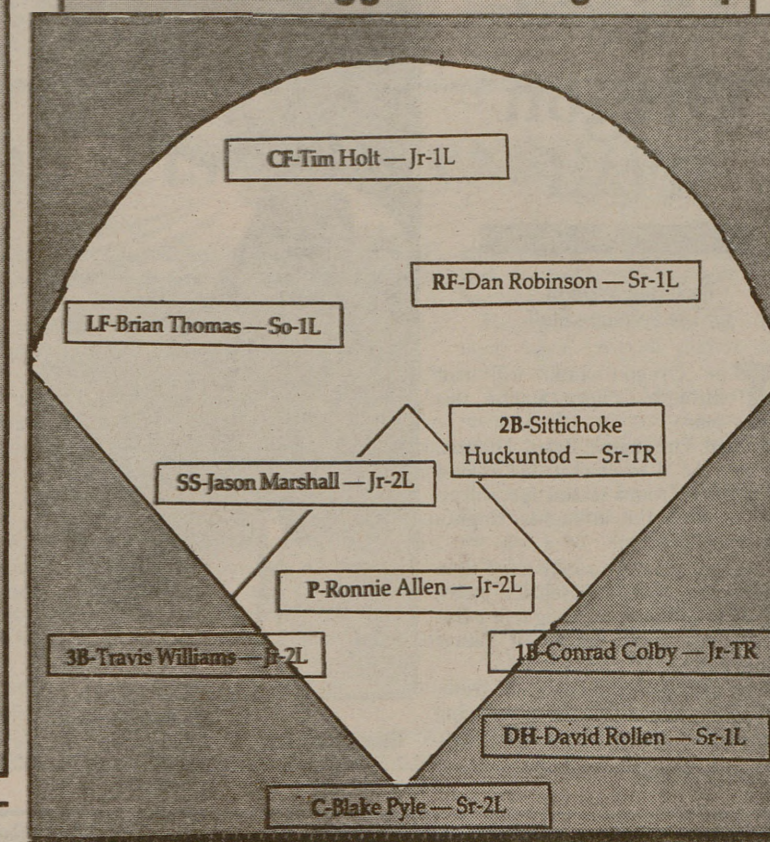 CF-Tim Holt — Jr-1L
RF-Dan Robinson — Sr-1L
LF-Brian Thomas — So-1L
2B-Sittichoke
Huckuntod — Sr-TR
SS-Jason Marshall — Jr-2L
P-Ronnie Allen — Jr-2L
3B-Travis Williams — Jr-2L
1B-Conrad Colby — Jr-TR
DH-David Rollen — Sr-1L
C-Blake Pyle — Sr-2L